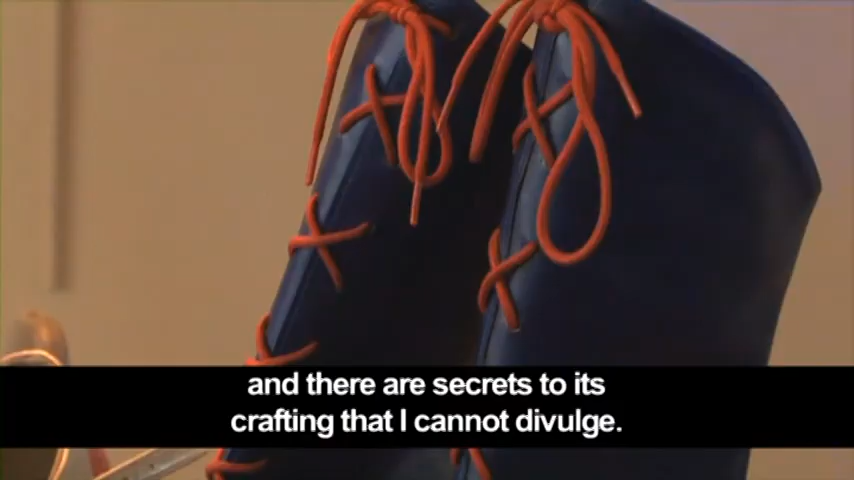 and there are secrets to its
crafting that I cannot divulge.